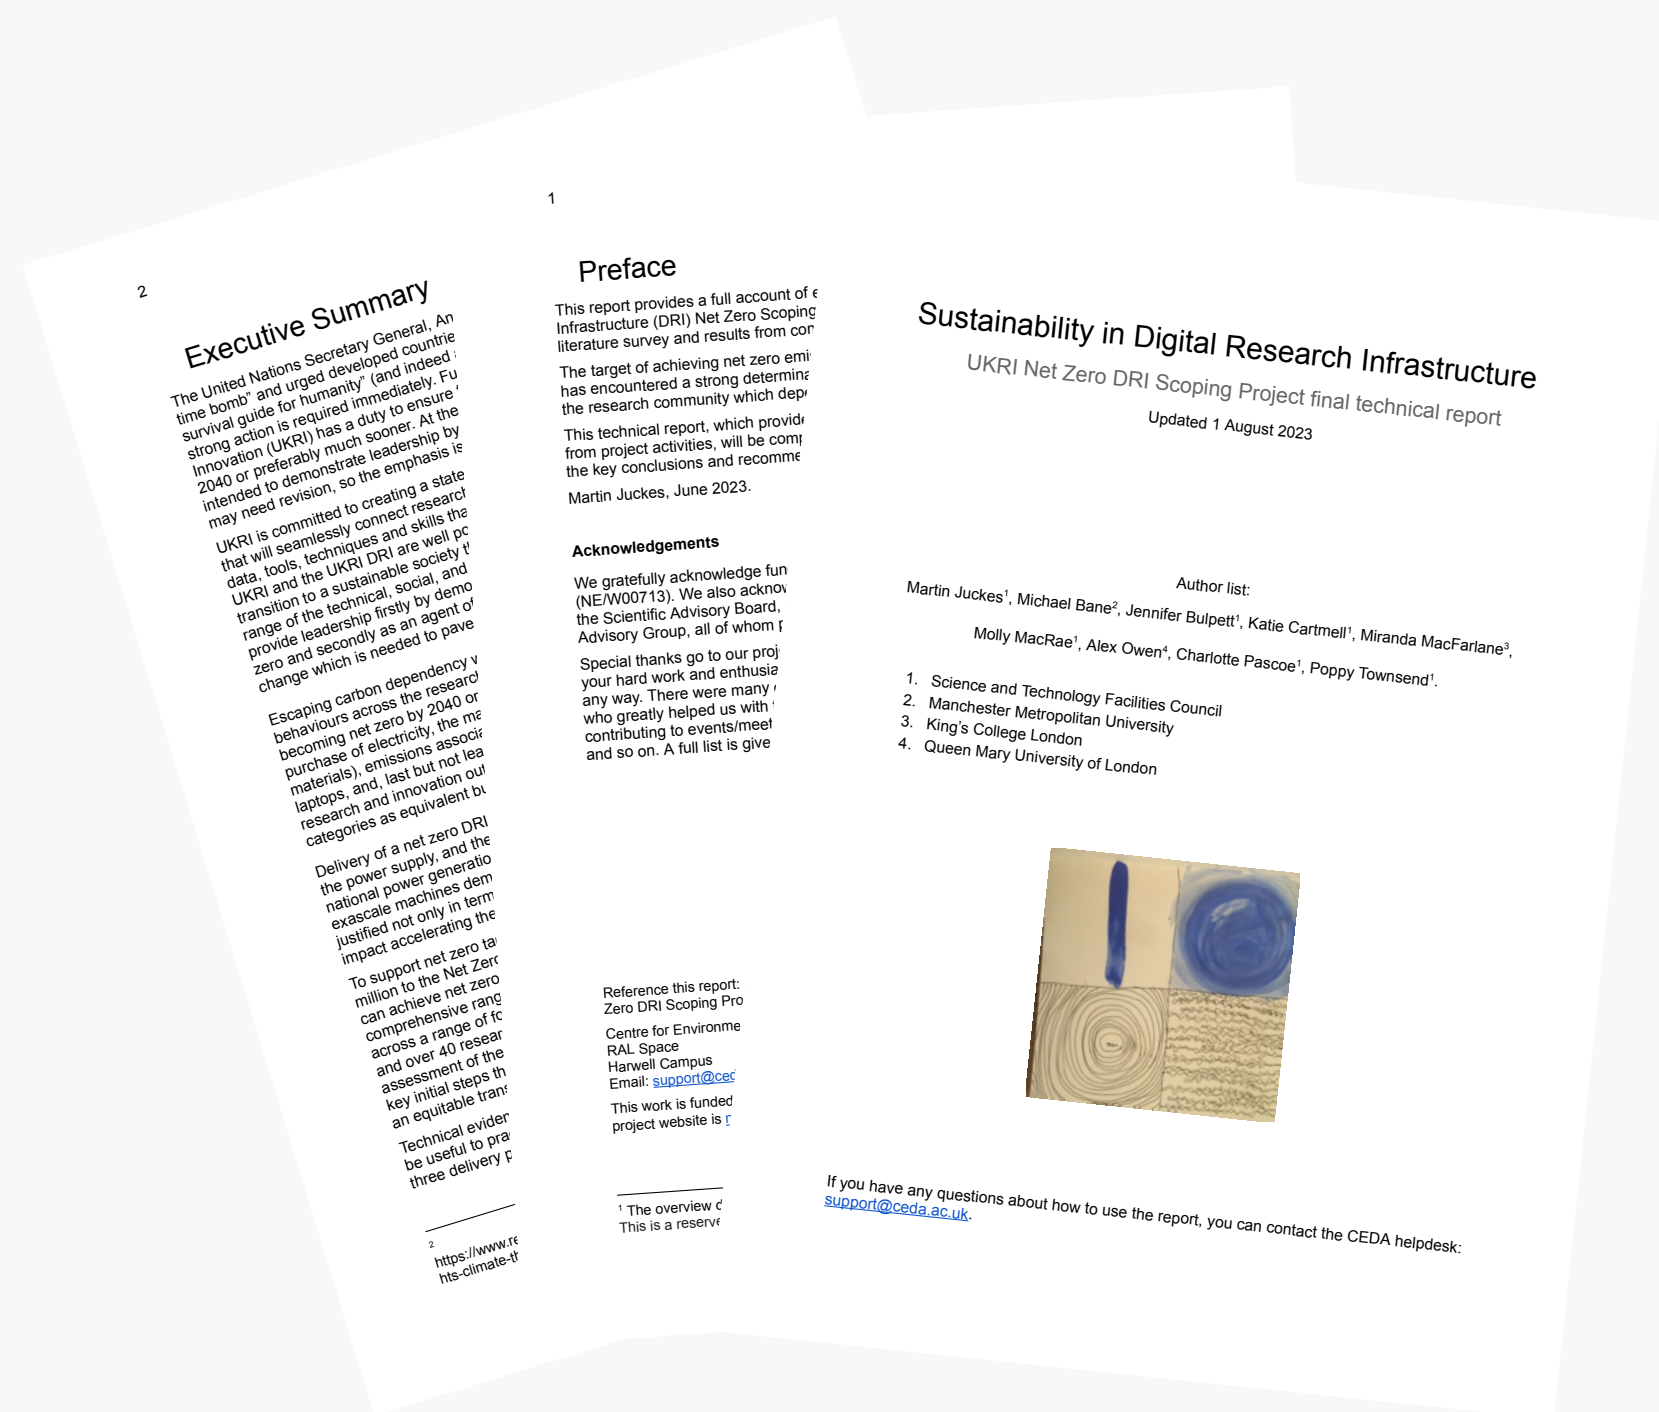 2
Executive Summary
The United Nations Secretary General, An
time bomb” and urged developed countrie
survival guide for humanity” (and indeed
strong action is required immediately. Fu
Innovation (UKRI) has a duty to ensure
2040 or preferably much sooner. At the
intended to demonstrate leadership by
may need revision, so the emphasis is
UKRI is committed to creating a state
that will seamlessly connect research
data, tools, techniques and skills tha
UKRI and the UKRI DRI are well po
transition to a sustainable society t
range of the technical, social, and
provide leadership firstly by demo
zero and secondly as an agent of
change which is needed to pave
Escaping carbon dependency
behaviours across the research
becoming net zero by 2040 or
purchase of electricity, the ma
materials), emissions associa
laptops, and, last but not lea
research and innovation out
categories as equivalent bu
Delivery of a net zero DRI
the power supply, and the
national power generatio
exascale machines dem
justified not only in term
impact accelerating the
To support net zero ta
million to the Net Zero
can achieve net zero
comprehensive rang
across a range of fo
and over 40 resear
assessment of the
key initial steps th
an equitable trans
Technical eviden
be useful to pra
three delivery p
2
https://www.re
hts-climate-th
1
Preface
This report provides a full account of e
Infrastructure (DRI) Net Zero Scoping
literature survey and results from con
The target of achieving net zero emi
has encountered a strong determina
the research community which depe
This technical report, which provide
from project activities, will be comp
the key conclusions and recomme
Martin Juckes, June 2023.
Acknowledgements
We gratefully acknowledge fun
(NE/W00713). We also acknow
the Scientific Advisory Board,
Advisory Group, all of whom p
Special thanks go to our proj
your hard work and enthusia
any way. There were many
who greatly helped us with
contributing to events/meet
and so on. A full list is give
Reference this report:
Zero DRI Scoping Pro
Centre for Environme
RAL Space
Harwell Campus
Email: support@ced
This work is funded
project website is
1 The overview d
This is a reserve
Sustainability in Digital Research Infrastructure
UKRI Net Zero DRI Scoping Project final technical report
Updated 1 August 2023
Author list:
Martin Juckes1, Michael Bane2, Jennifer Bulpett1, Katie Cartmell1, Miranda MacFarlane3,
Molly MacRae1, Alex Owen4, Charlotte Pascoe1, Poppy Townsend1.
1. Science and Technology Facilities Council
2. Manchester Metropolitan University
3. King’s College London
4. Queen Mary University of London
If you have any questions about how to use the report, you can contact the CEDA helpdesk:
support@ceda.ac.uk.